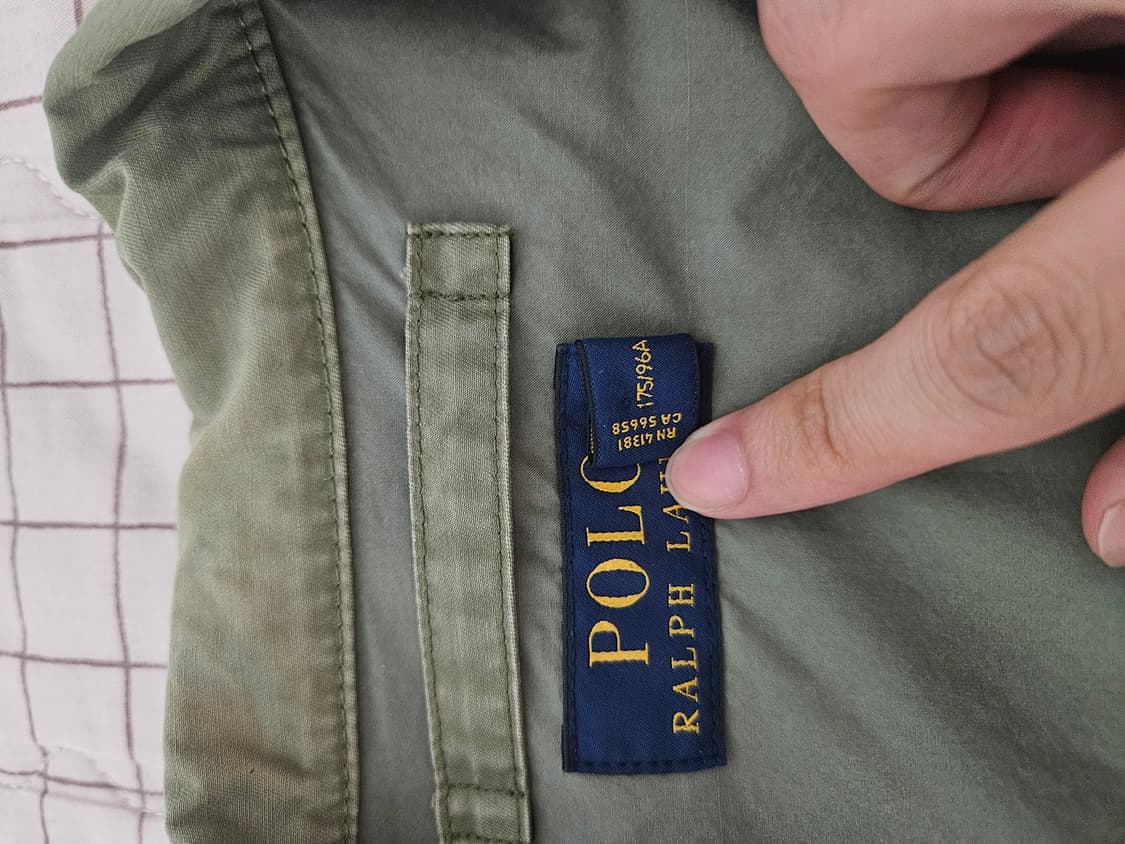 POLO
RALPH LAU
175/96A
RN 41381
CA 56658